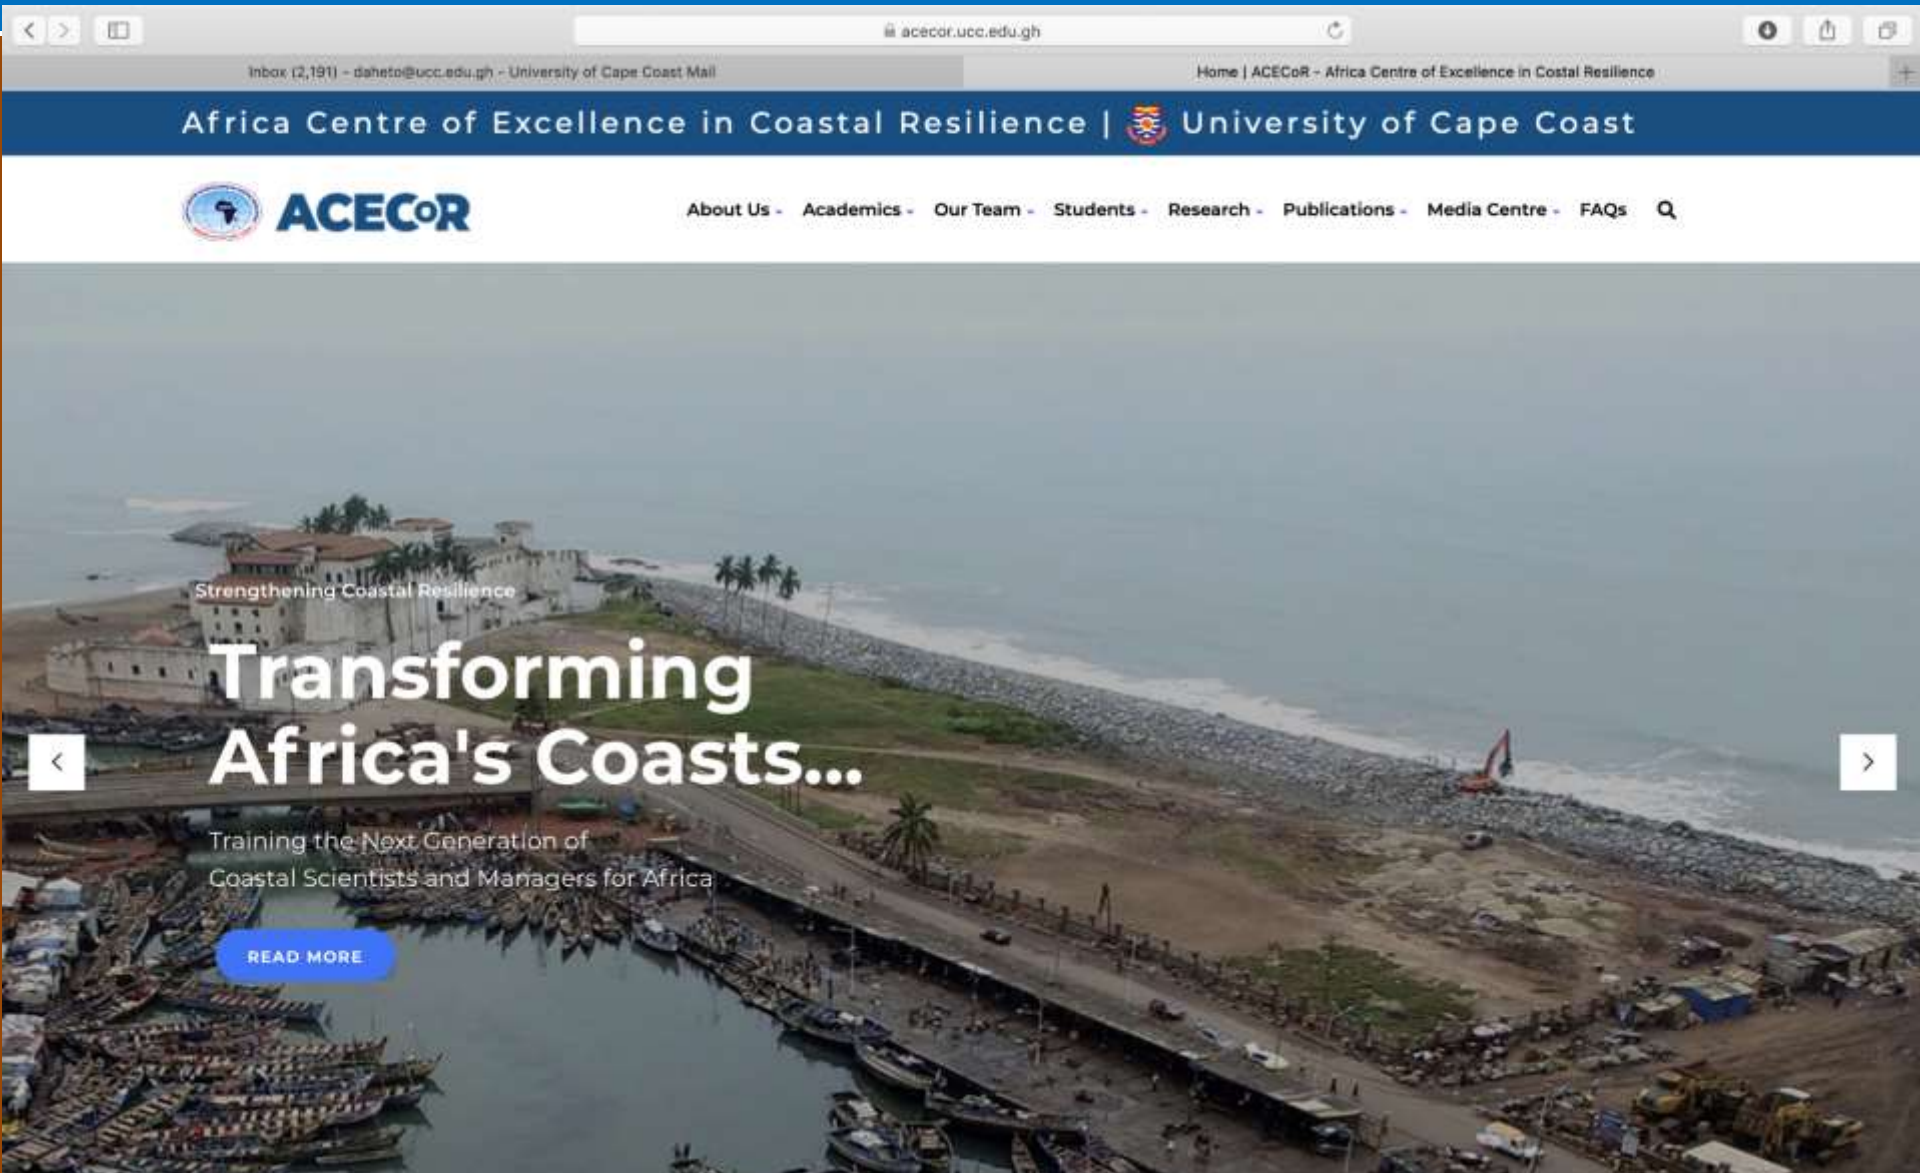 acecor.ucc.edu.gh
Inbox (2,191) - daheto@ucc.edu.gh - University of Cape Coast Mail
Home | ACECoR - Africa Centre of Excellence in Costal Resilience
Africa Centre of Excellence in Coastal Resilience | University of Cape Coast
ACECoR
About Us Academics Our Team Students Research Publications Media Centre FAQs
Strengthening Coastal Resilience
Transforming
Africa's Coasts...
Training the Next Generation of
Coastal Scientists and Managers for Africa
READ MORE